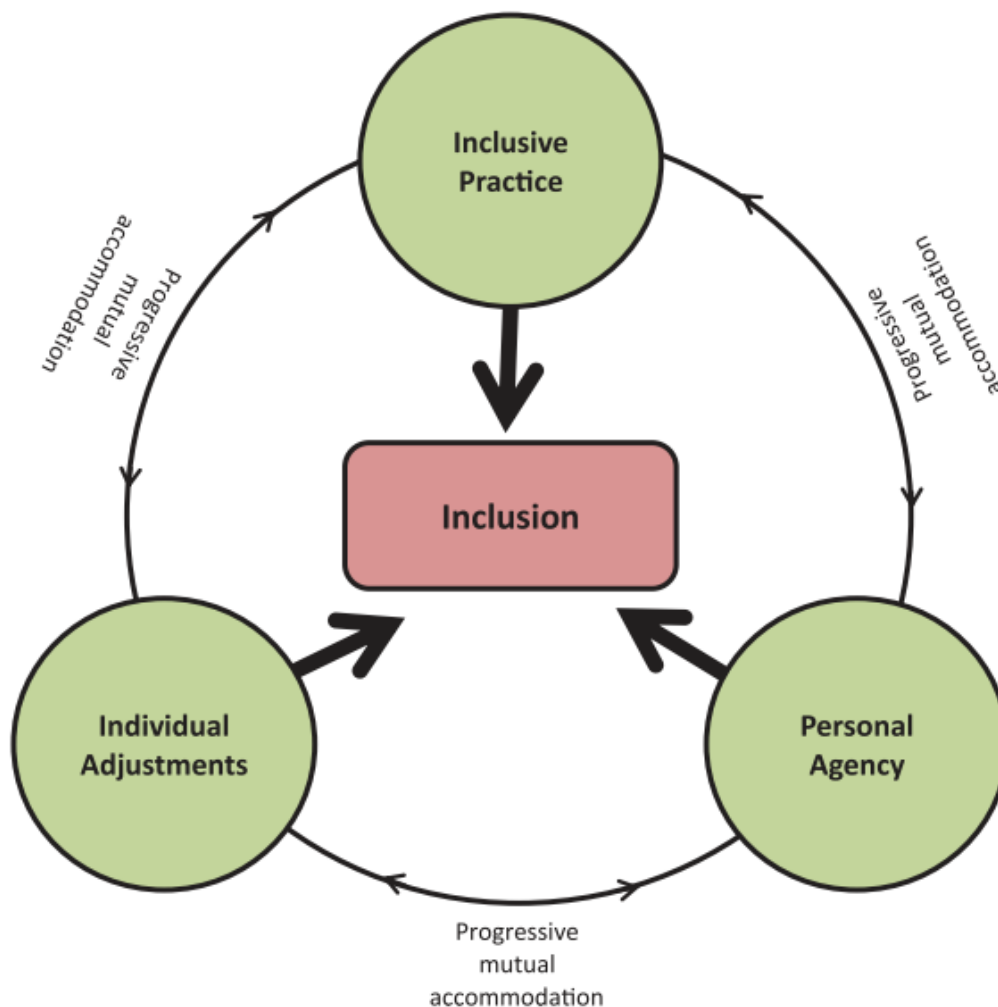 Inclusive
Practice
Progressive
mutual
accommodation
Progressive
mutual
accommodation
Inclusion
Individual
Adjustments
Personal
Agency
Progressive
mutual
accommodation